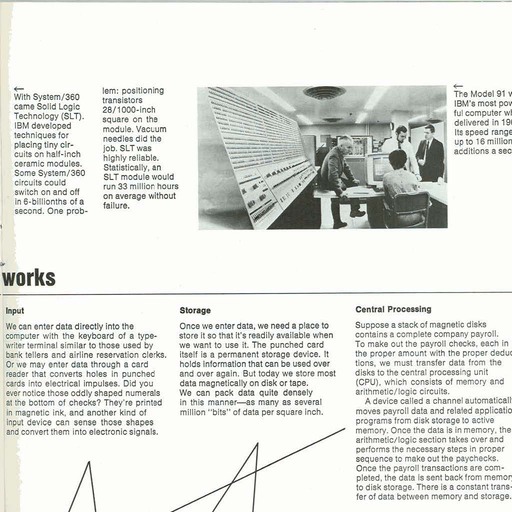 ←
With System/360
came Solid Logic
Technology (SLT).
IBM developed
techniques for
placing tiny cir-
cuits on half-inch
ceramic modules.
Some System/360
circuits could
switch on and off
in 6-billionths of a
second. One prob-
lem: positioning
transistors
28/1000-inch
square on the
module. Vacuum
needles did the
job. SLT was
highly reliable.
Statistically, an
SLT module would
run 33 million hours
on average without
failure.
←
The Model 91 w
IBM's most pow
ful computer wh
delivered in 196
Its speed range
up to 16 million
additions a sec
works
Input
We can enter data directly into the
computer with the keyboard of a type-
writer terminal similar to those used by
bank tellers and airline reservation clerks.
Or we may enter data through a card
reader that converts holes in punched
cards into electrical impulses. Did you
ever notice those oddly shaped numerals
at the bottom of checks? They're printed
in magnetic ink, and another kind of
input device can sense those shapes
and convert them into electronic signals.
Storage
Once we enter data, we need a place to
store it so that it's readily available when
we want to use it. The punched card
itself is a permanent storage device. It
holds information that can be used over
and over again. But today we store most
data magnetically on disk or tape.
We can pack data quite densely
in this manner—as many as several
million "bits" of data per square inch.
Central Processing
Suppose a stack of magnetic disks
contains a complete company payroll.
To make out the payroll checks, each in
the proper amount with the proper deduc
tions, we must transfer data from the
disks to the central processing unit
(CPU), which consists of memory and
arithmetic/logic circuits.
A device called a channel automaticall
moves payroll data and related applicatio
programs from disk storage to active
memory. Once the data is in memory, the
arithmetic/logic section takes over and
performs the necessary steps in proper
sequence to make out the paychecks.
Once the payroll transactions are com-
pleted, the data is sent back from memory
to disk storage. There is a constant trans-
fer of data between memory and storage.